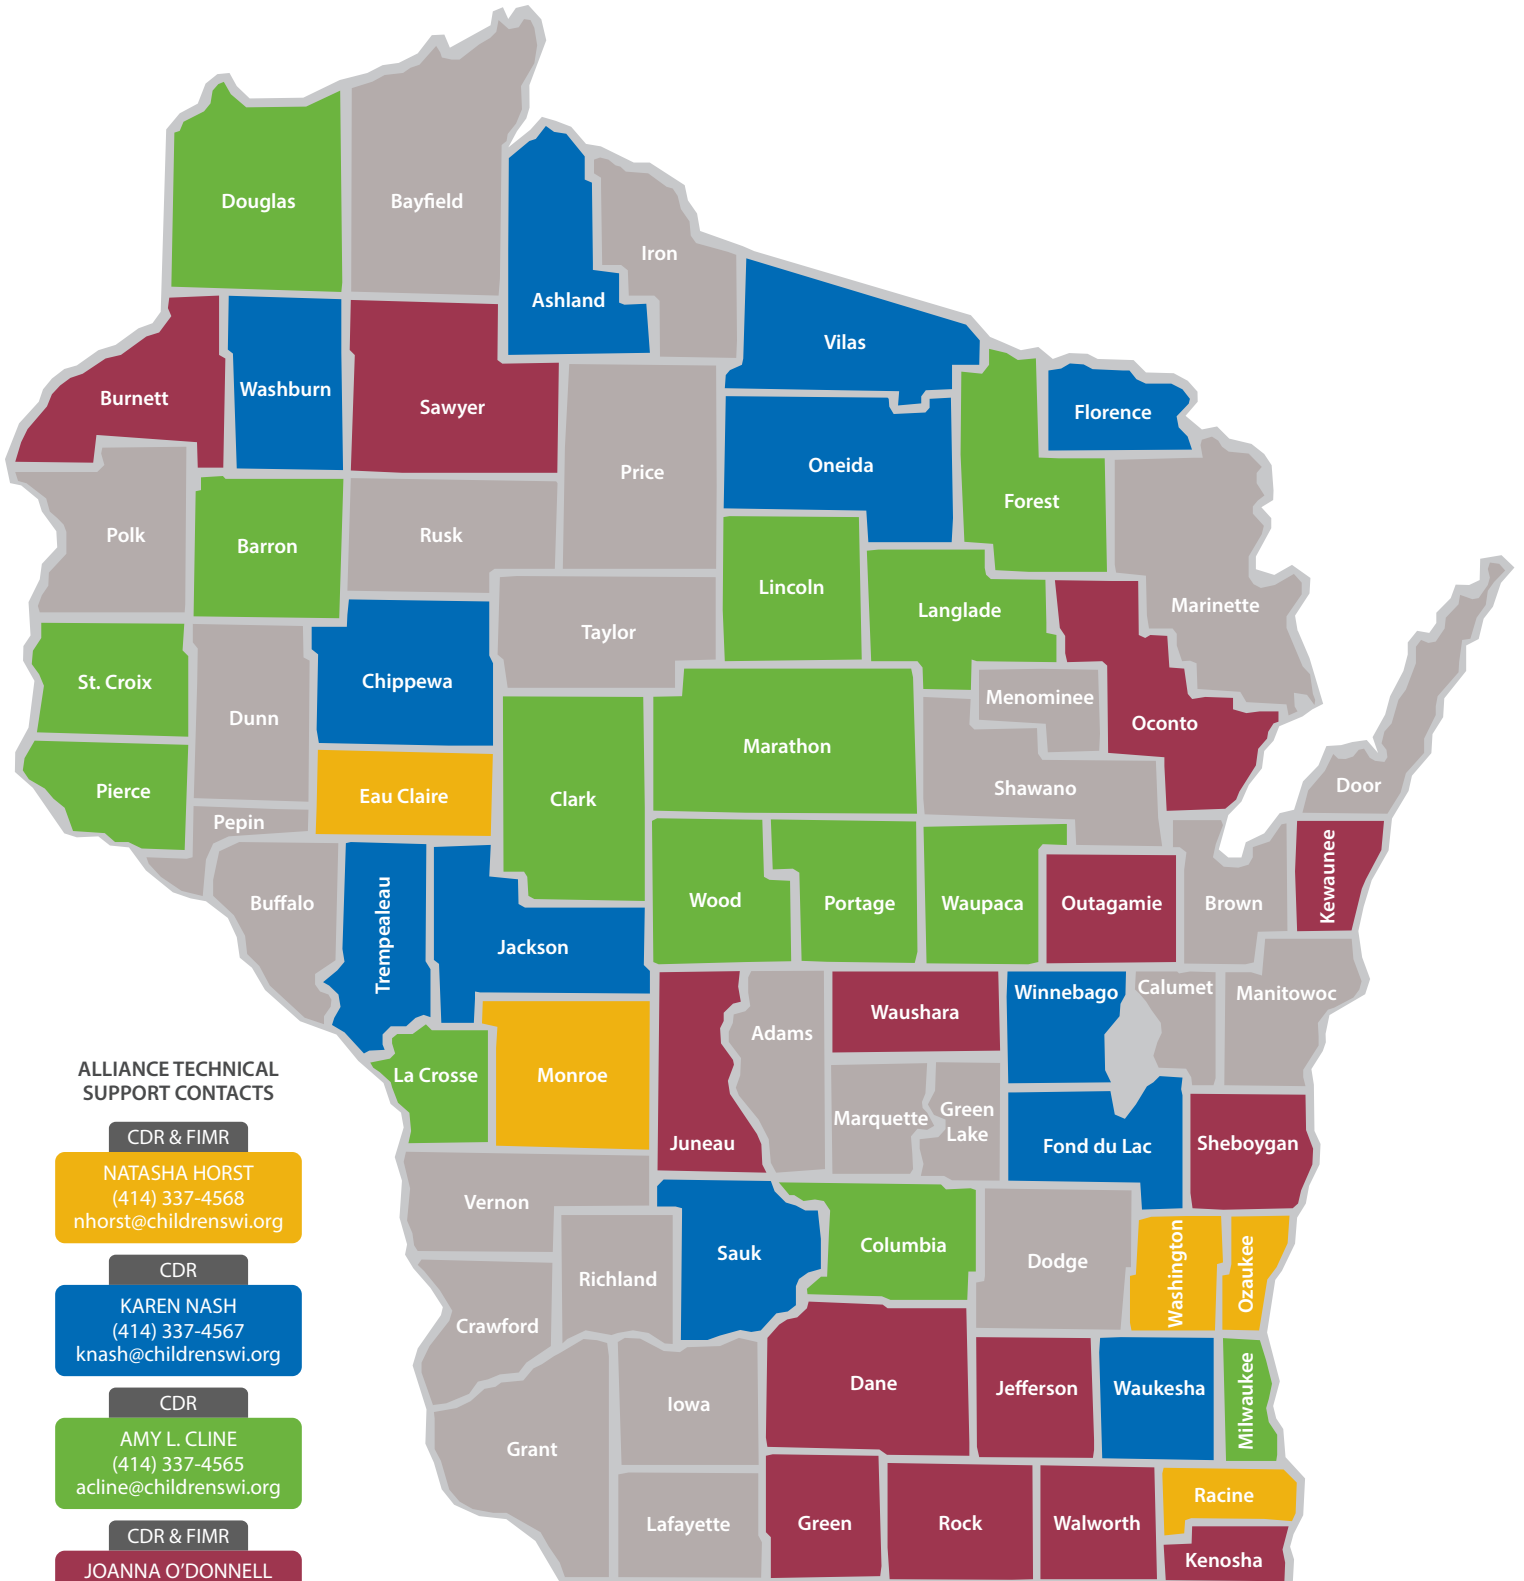 Douglas
Bayfield
Iron
Ashland
Vilas
Burnett
Washburn
Sawyer
Florence
Price
Oneida
Forest
Polk
Barron
Rusk
Lincoln
Langlade
Marinette
Taylor
St. Croix
Chippewa
Menominee
Dunn
Oconto
Marathon
Pierce
Eau Claire
Clark
Shawano
Door
Pepin
Buffalo
Trempealeau
Jackson
Wood
Portage
Waupaca
Outagamie
Brown
Kewaunee
Winnebago
Calumet
Manitowoc
Waushara
Adams
La Crosse
Monroe
Juneau
Marquette
Green
Lake
Fond du Lac
Sheboygan
Vernon
Richland
Sauk
Columbia
Dodge
Washington
Ozaukee
Crawford
Iowa
Dane
Jefferson
Waukesha
Milwaukee
Grant
Lafayette
Green
Rock
Walworth
Racine
Kenosha
ALLIANCE TECHNICAL
SUPPORT CONTACTS
CDR & FIMR
NATASHA HORST
(414) 337-4568
nhorst@childrenswi.org
CDR
KAREN NASH
(414) 337-4567
knash@childrenswi.org
CDR
AMY L. CLINE
(414) 337-4565
acline@childrenswi.org
CDR & FIMR
JOANNA O'DONNELL